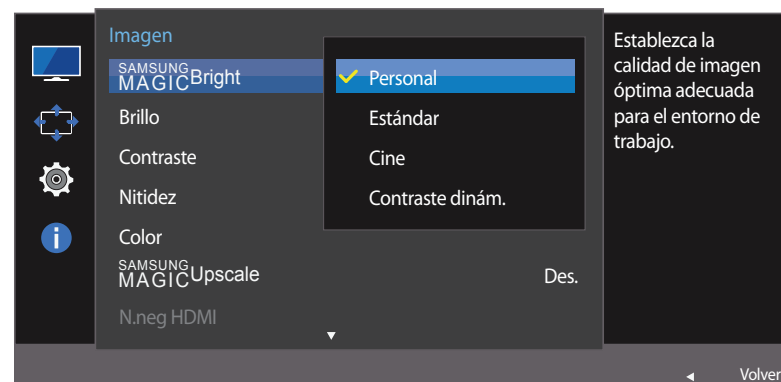 Imagen
SAMSUNG
MAGIC Bright
Brillo
Contraste
Nitidez
Color
SAMSUNG
MAGIC Upscale Des.
N.neg HDMI
Personal
Estándar
Cine
Contraste dinám.
Establezca la
calidad de imagen
óptima adecuada
para el entorno de
trabajo.
Volver